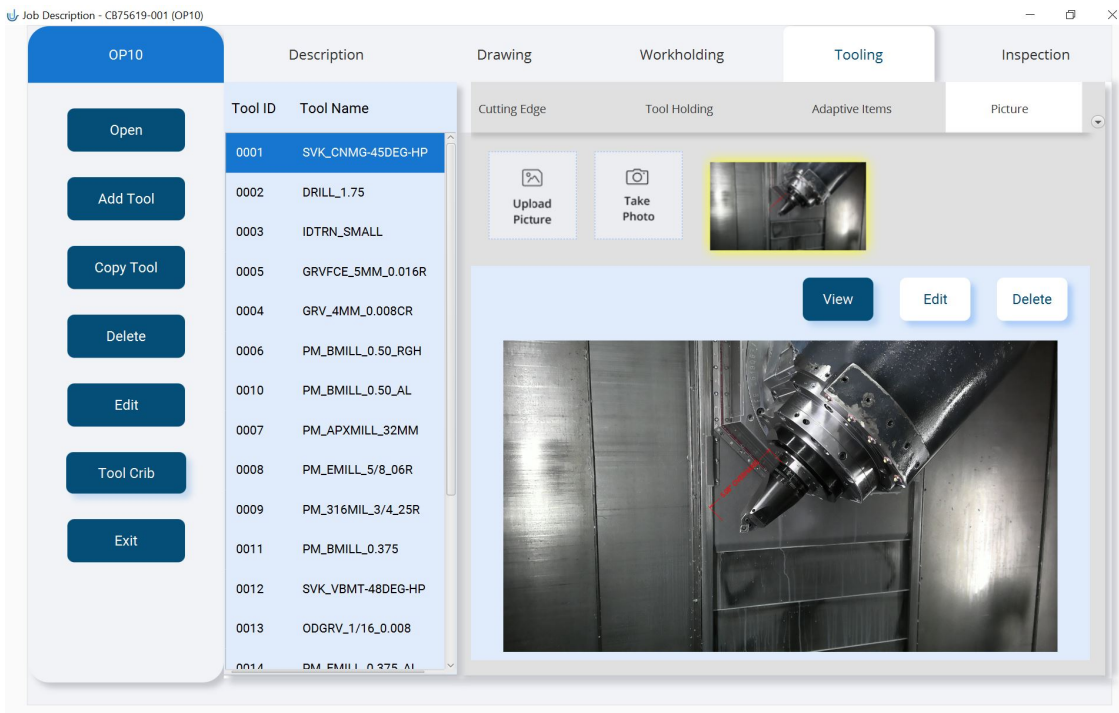 Job Description - CB75619-001 (OP10)
OP10
Description
Drawing
Workholding
Tooling
Inspection
Open
Add Tool
Copy Tool
Delete
Edit
Tool Crib
Exit
Tool ID Tool Name
0001 SVK_CNMG-45DEG-HP
0002 DRILL_1.75
0003 IDTRN_SMALL
0005 GRVFCE_5MM_0.016R
0004 GRV_4MM_0.008CR
0006 PM_BMILL_0.50_RGH
0010 PM_BMILL_0.50_AL
0007 PM_APXMILL_32MM
0008 PM_EMILL_5/8_06R
0009 PM_316MIL_3/4_25R
0011 PM_BMILL_0.375
0012 SVK_VBMT-48DEG-HP
0013 ODGRV_1/16_0.008
0014 PM_EMILL_0.375_AL
Cutting Edge
Tool Holding
Adaptive Items
Picture
Upload
Picture
Take
Photo
View
Edit
Delete